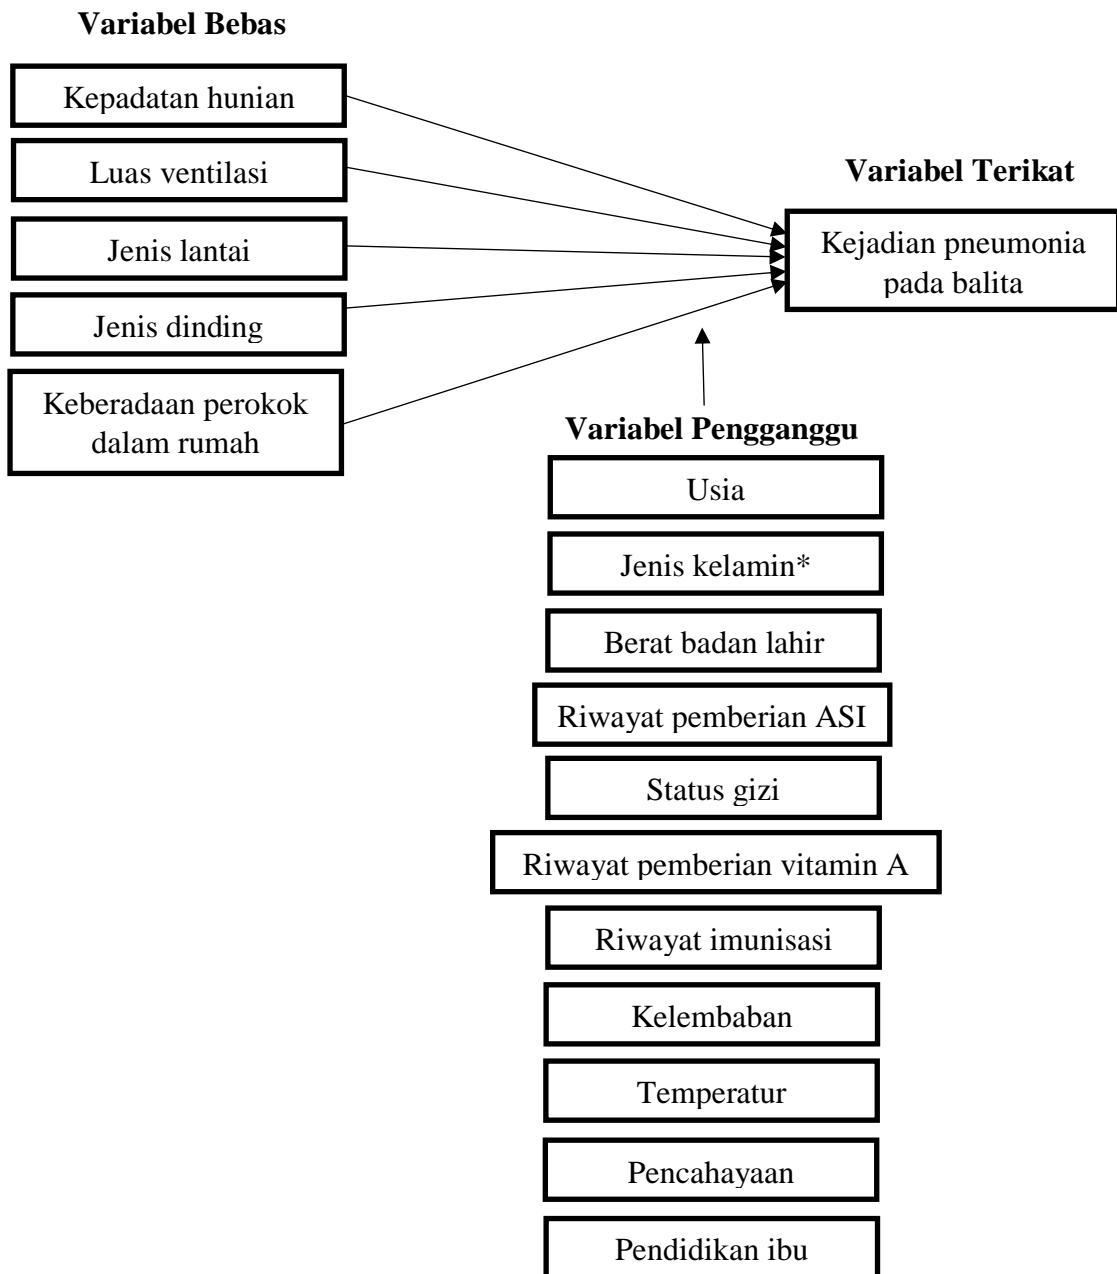 Variabel Bebas
Kepadatan hunian
Luas ventilasi
Jenis lantai
Jenis dinding
Keberadaan perokok
dalam rumah
Variabel Terikat
Kejadian pneumonia
pada balita
Variabel Pengganggu
Usia
Jenis kelamin*
Berat badan lahir
Riwayat pemberian ASI
Status gizi
Riwayat pemberian vitamin A
Riwayat imunisasi
Kelembaban
Temperatur
Pencahayaan
Pendidikan ibu